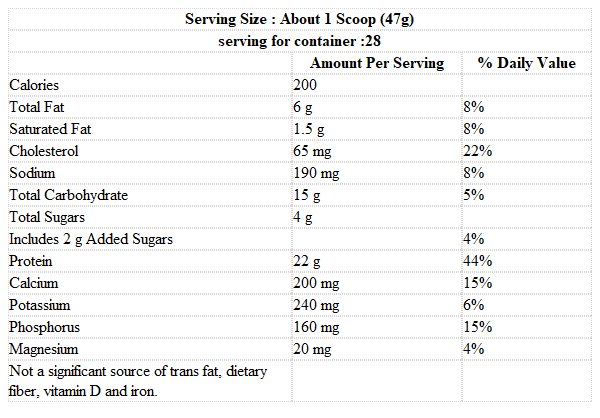 Serving Size : About 1 Scoop (47g)
serving for container :28
Amount Per Serving % Daily Value
Calories 200
Total Fat 6 g 8%
Saturated Fat 1.5 g 8%
Cholesterol 65 mg 22%
Sodium 190 mg 8%
Total Carbohydrate 15 g 5%
Total Sugars 4 g
Includes 2 g Added Sugars 4%
Protein 22 g 44%
Calcium 200 mg 15%
Potassium 240 mg 6%
Phosphorus 160 mg 15%
Magnesium 20 mg 4%
Not a significant source of trans fat, dietary
fiber, vitamin D and iron.